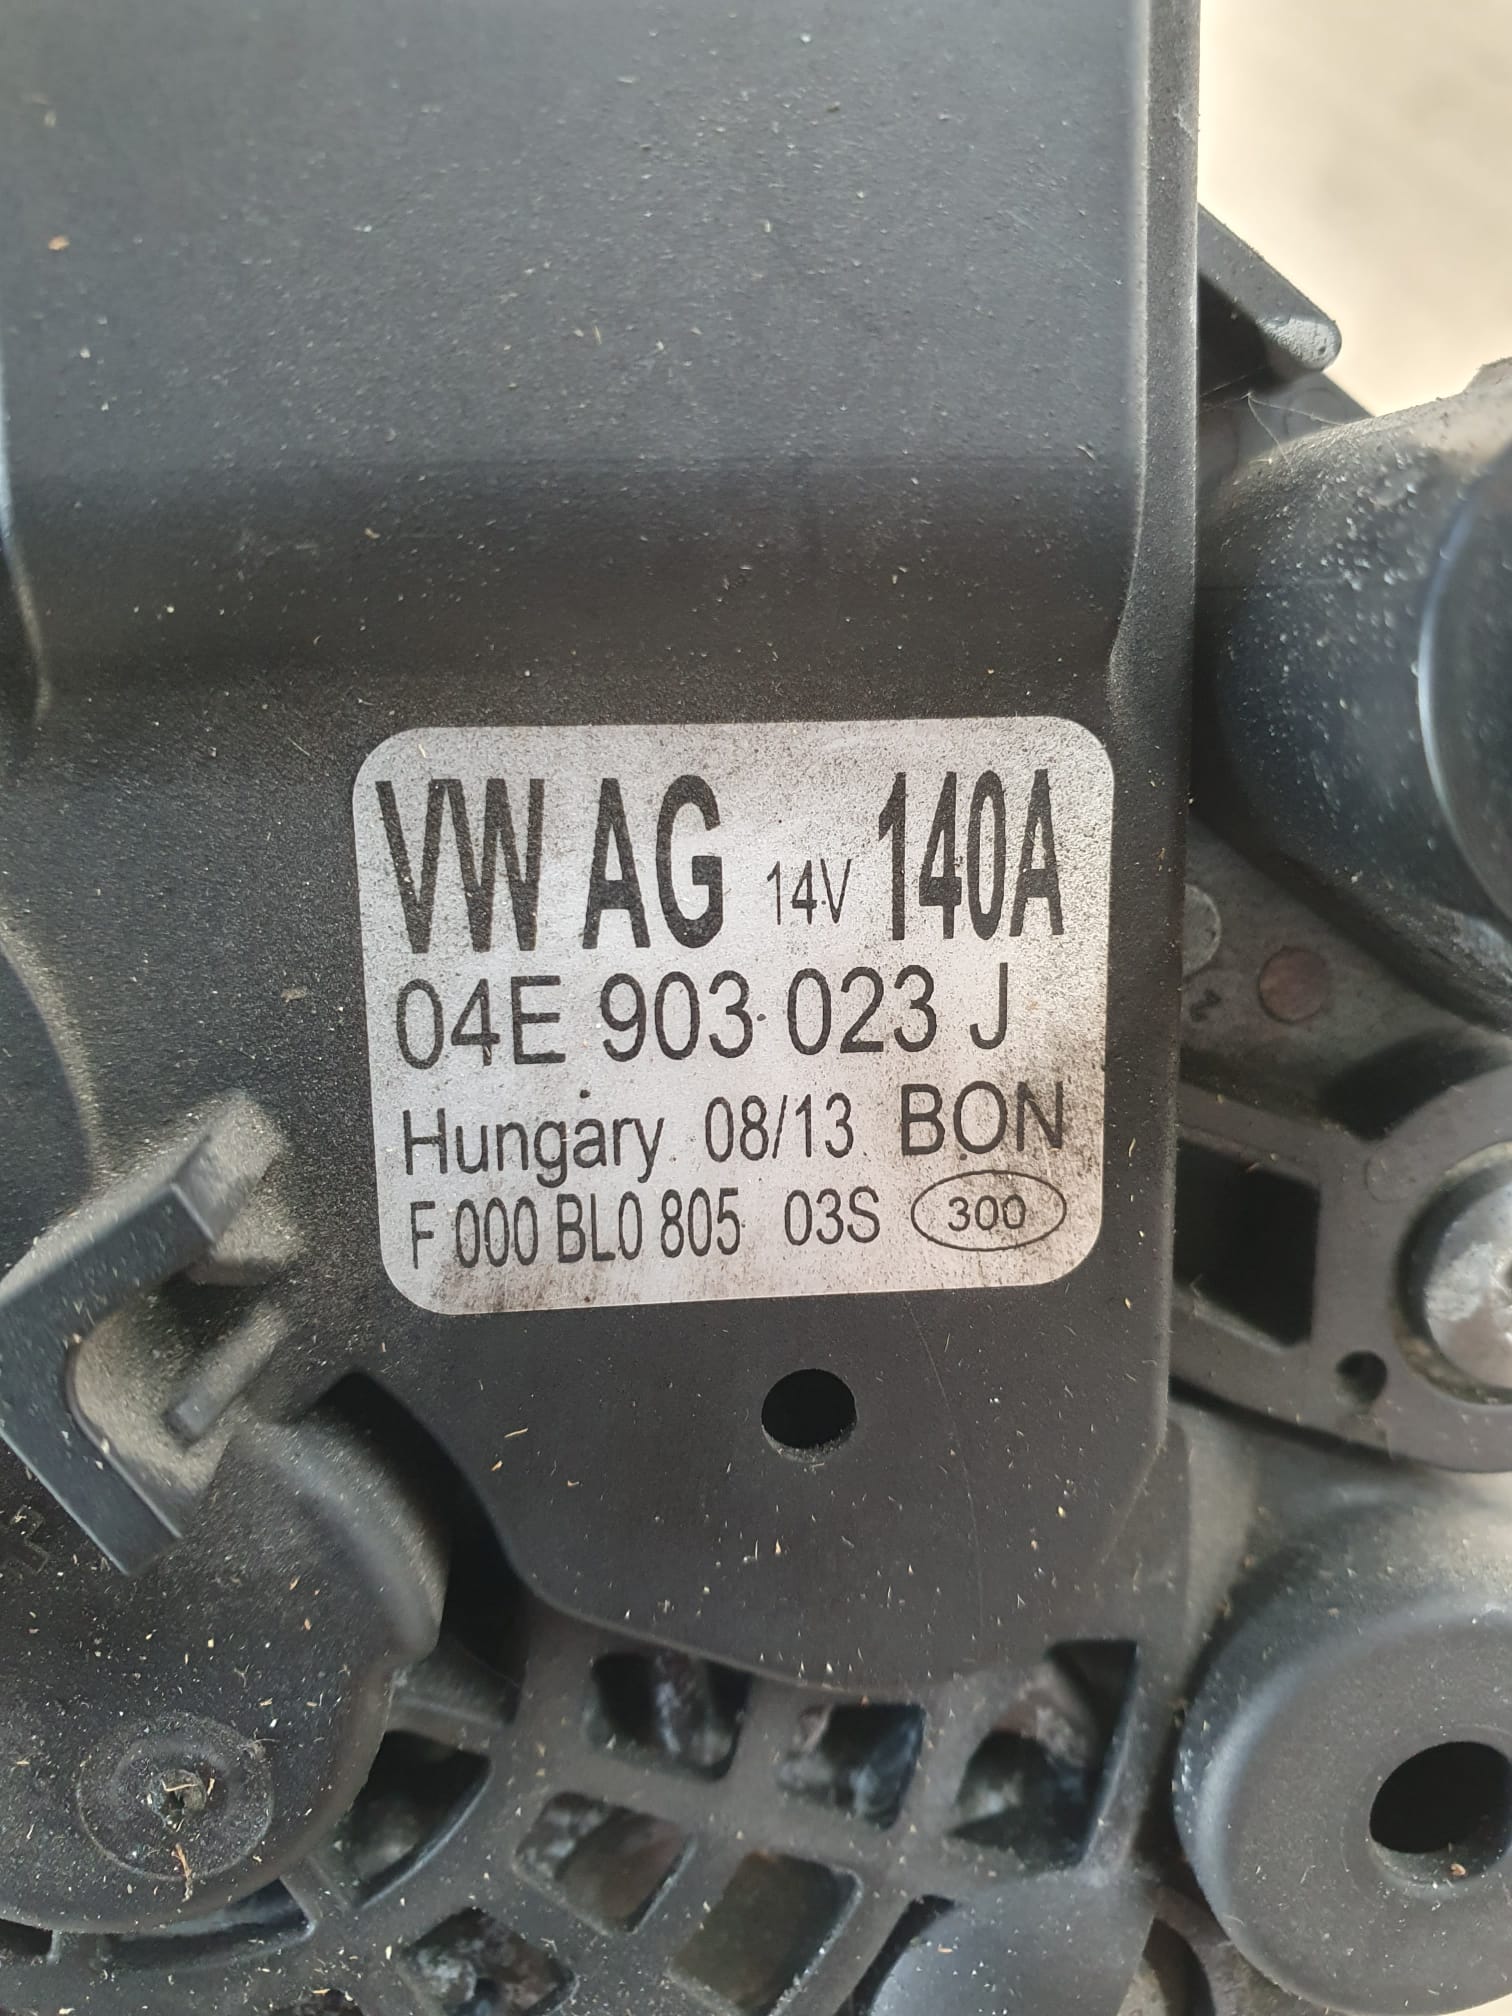 VW AG 14V 140A
04E 903 023 J
Hungary 08/13 BON
F 000 BL0 805 03S 300